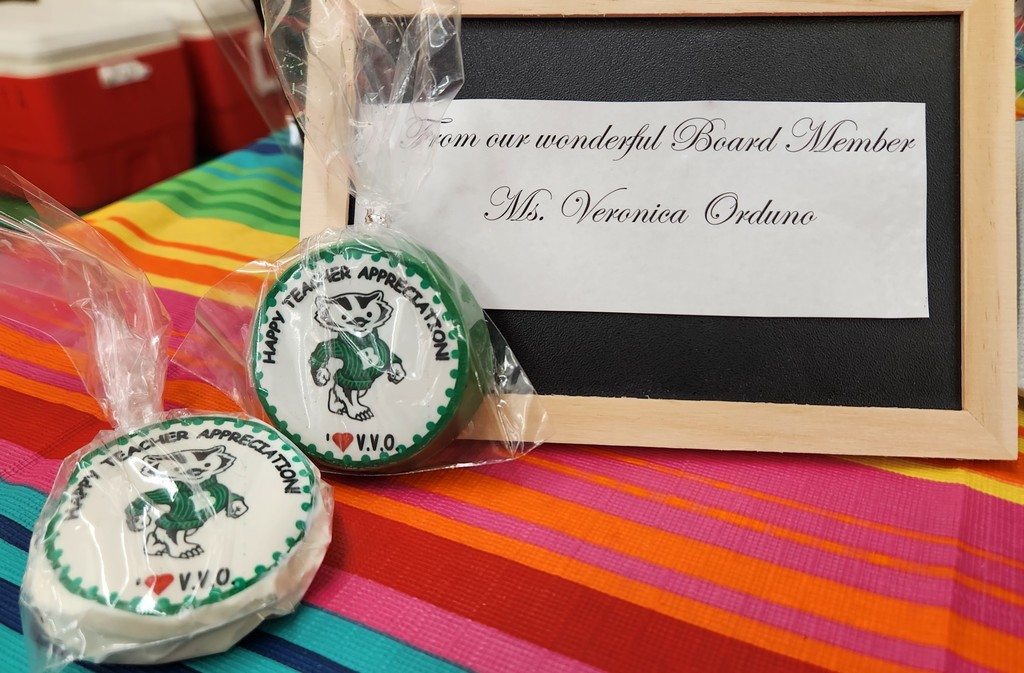 From our wonderful Board Member
Ms. Veronica Orduno
HAPPY TEACHER APPRECIATION!
I ♥ V.V.O.
HAPPY TEACHER APPRECIATION!
I ♥ V.V.O.